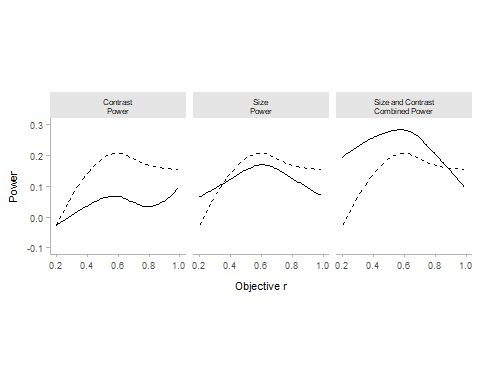 Contrast
Power
Size
Power
Size and Contrast
Combined Power
0.3
0.2
0.1
0.0
-0.1
Power
0.2 0.4 0.6 0.8 1.0
0.2 0.4 0.6 0.8 1.0
0.2 0.4 0.6 0.8 1.0
Objective r